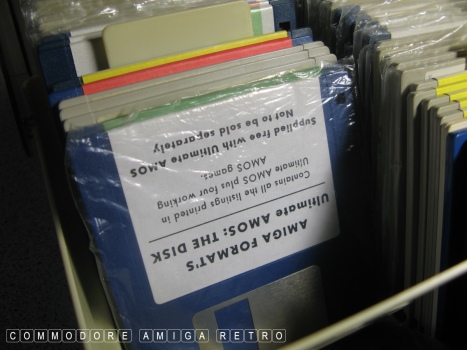 AMIGA FORMAT'S
Ultimate AMOS: THE DISK
Contains all the listings printed in
Ultimate AMOS plus four working
AMOS games.
Supplied free with Ultimate AMOS
Not to be sold separately
COMMODORE AMIGA RETRO